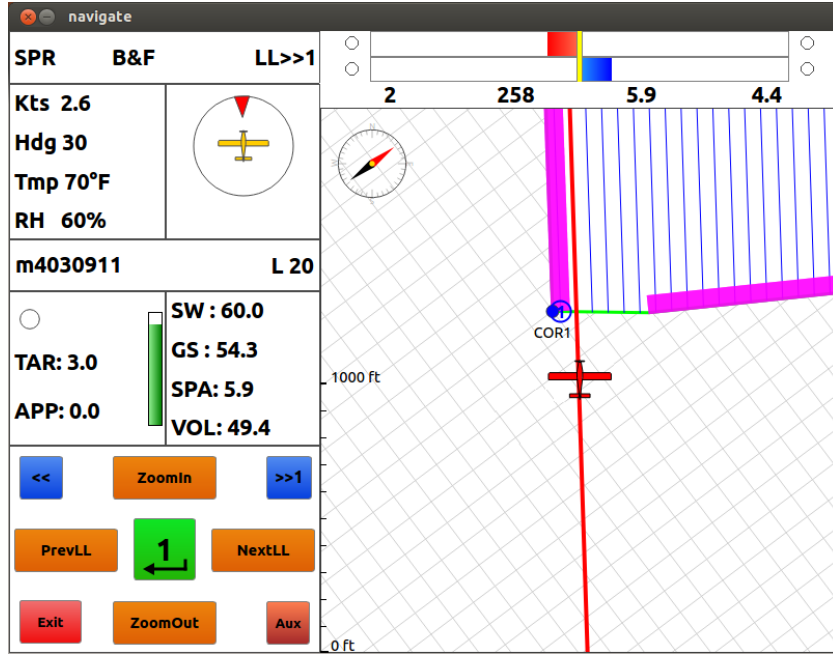 navigate
SPR B&F LL>>1
Kts 2.6
Hdg 30
Tmp 70°F
RH 60%
m4030911 L 20
TAR: 3.0
APP: 0.0
SW : 60.0
GS : 54.3
SPA: 5.9
VOL: 49.4
<< ZoomIn >>1
PrevLL 1 NextLL
Exit ZoomOut Aux
2 258 5.9 4.4
N
COR1
1000 ft
0 ft